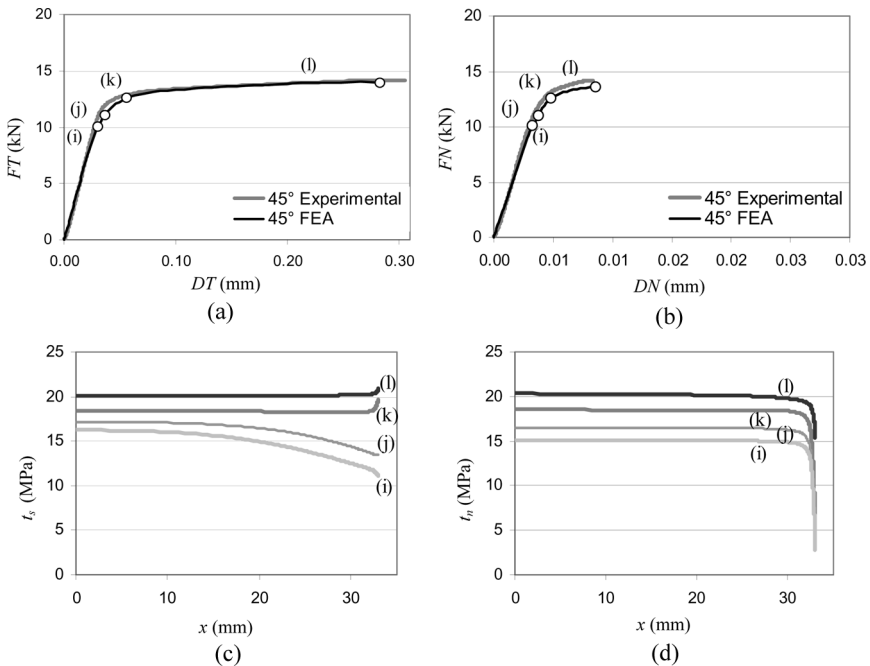 20
15
10
5
0
FT (kN)
(l)
(k)
(j)
(i)
45° Experimental
45° FEA
0.00 0.10 0.20 0.30
DT (mm)
(a)
20
15
10
5
0
FN (kN)
(l)
(k)
(j)
(i)
45° Experimental
45° FEA
0.00 0.01 0.01 0.02 0.02 0.03 0.03
DN (mm)
(b)
25
20
15
10
5
0
ts (MPa)
(l)
(k)
(j)
(i)
0 10 20 30
x (mm)
(c)
25
20
15
10
5
0
tn (MPa)
(l)
(k)
(j)
(i)
0 10 20 30
x (mm)
(d)